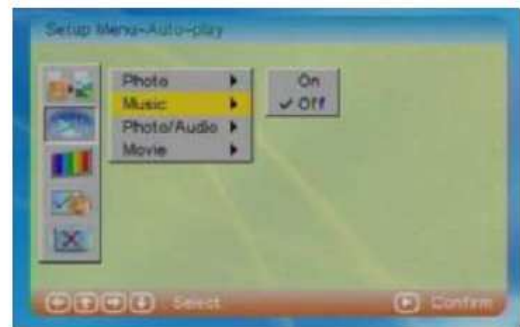 Setup Menu-Auto-play
Photo
Music
Photo/Audio
Movie
On
Off
: Select
: Confirm